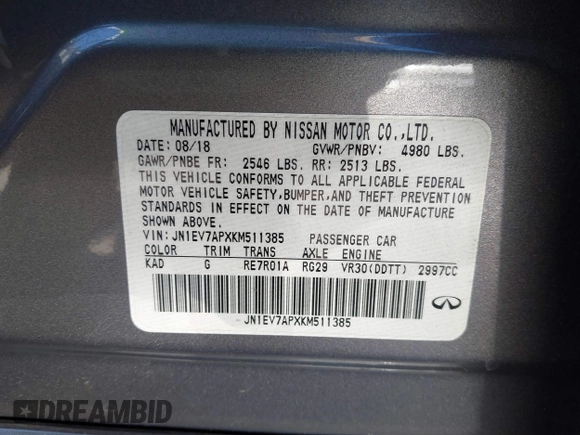 MANUFACTURED BY NISSAN MOTOR CO.,LTD.
DATE: 08/18 GVWR/PNBV: 4980 LBS.
GAWR/PNBE FR: 2546 LBS. RR: 2513 LBS.
THIS VEHICLE CONFORMS TO ALL APPLICABLE FEDERAL
MOTOR VEHICLE SAFETY, BUMPER, AND THEFT PREVENTION
STANDARDS IN EFFECT ON THE DATE OF MANUFACTURE
SHOWN ABOVE.
VIN: JN1EV7APXKM511385 PASSENGER CAR
COLOR TRIM TRANS AXLE ENGINE
KAD G RE7R01A RG29 VR30(DDTT) 2997CC
JN1EV7APXKM511385
DREAMBID